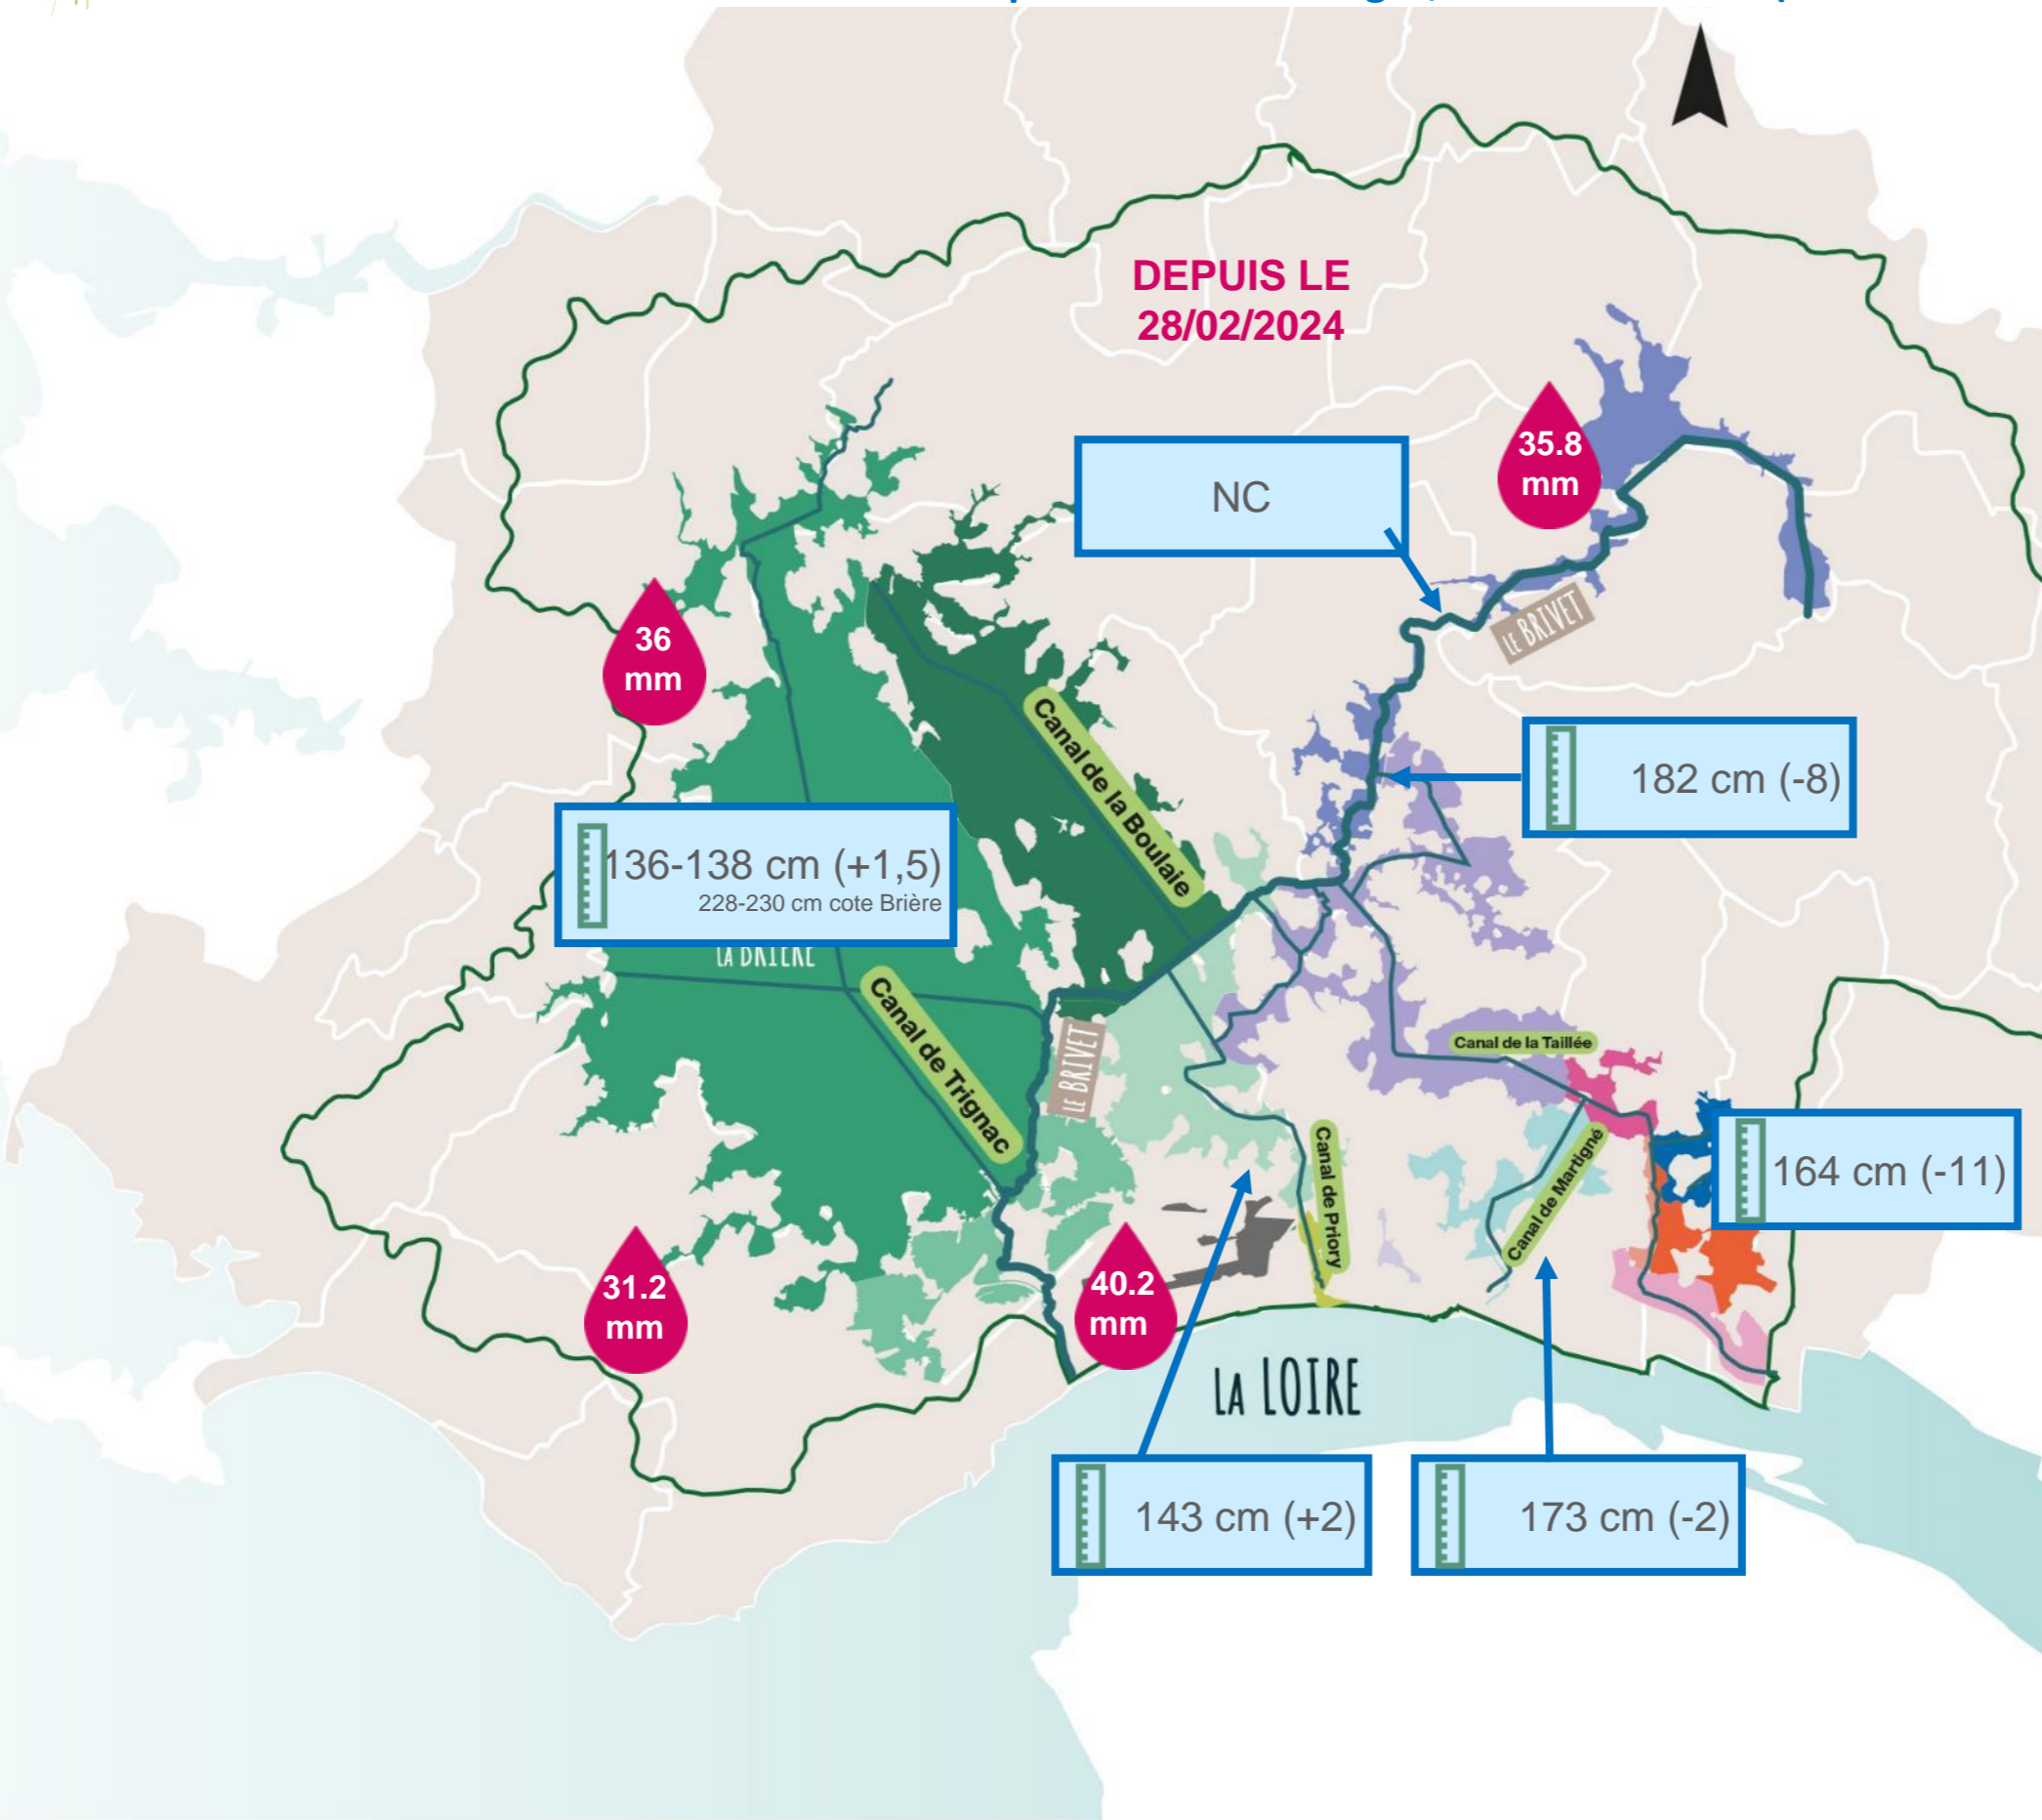 DEPUIS LE
28/02/2024
35.8
mm
NC
LE BRIVET
36
mm
Canal de la Boulaie
182 cm (-8)
136-138 cm (+1,5)
228-230 cm cote Brière
LA BRIÈRE
Canal de Trignac
LE BRIVET
Canal de la Taillée
Canal de Priory
Canal de Martigné
164 cm (-11)
31.2
mm
40.2
mm
LA LOIRE
143 cm (+2)
173 cm (-2)